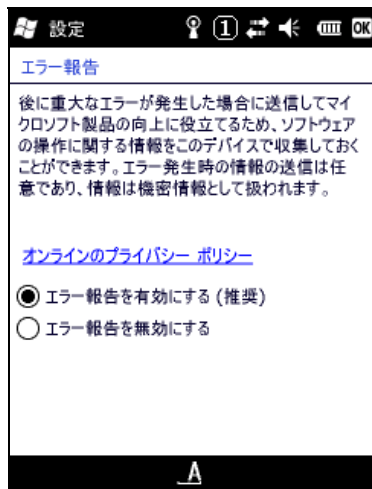 設定 1 OK
エラー報告
後に重大なエラーが発生した場合に送信してマイ
クロソフト製品の向上に役立てるため、ソフトウェア
の操作に関する情報をこのデバイスで収集しておく
ことができます。エラー発生時の情報の送信は任
意であり、情報は機密情報として扱われます。
オンラインのプライバシー ポリシー
エラー報告を有効にする (推奨)
エラー報告を無効にする
A